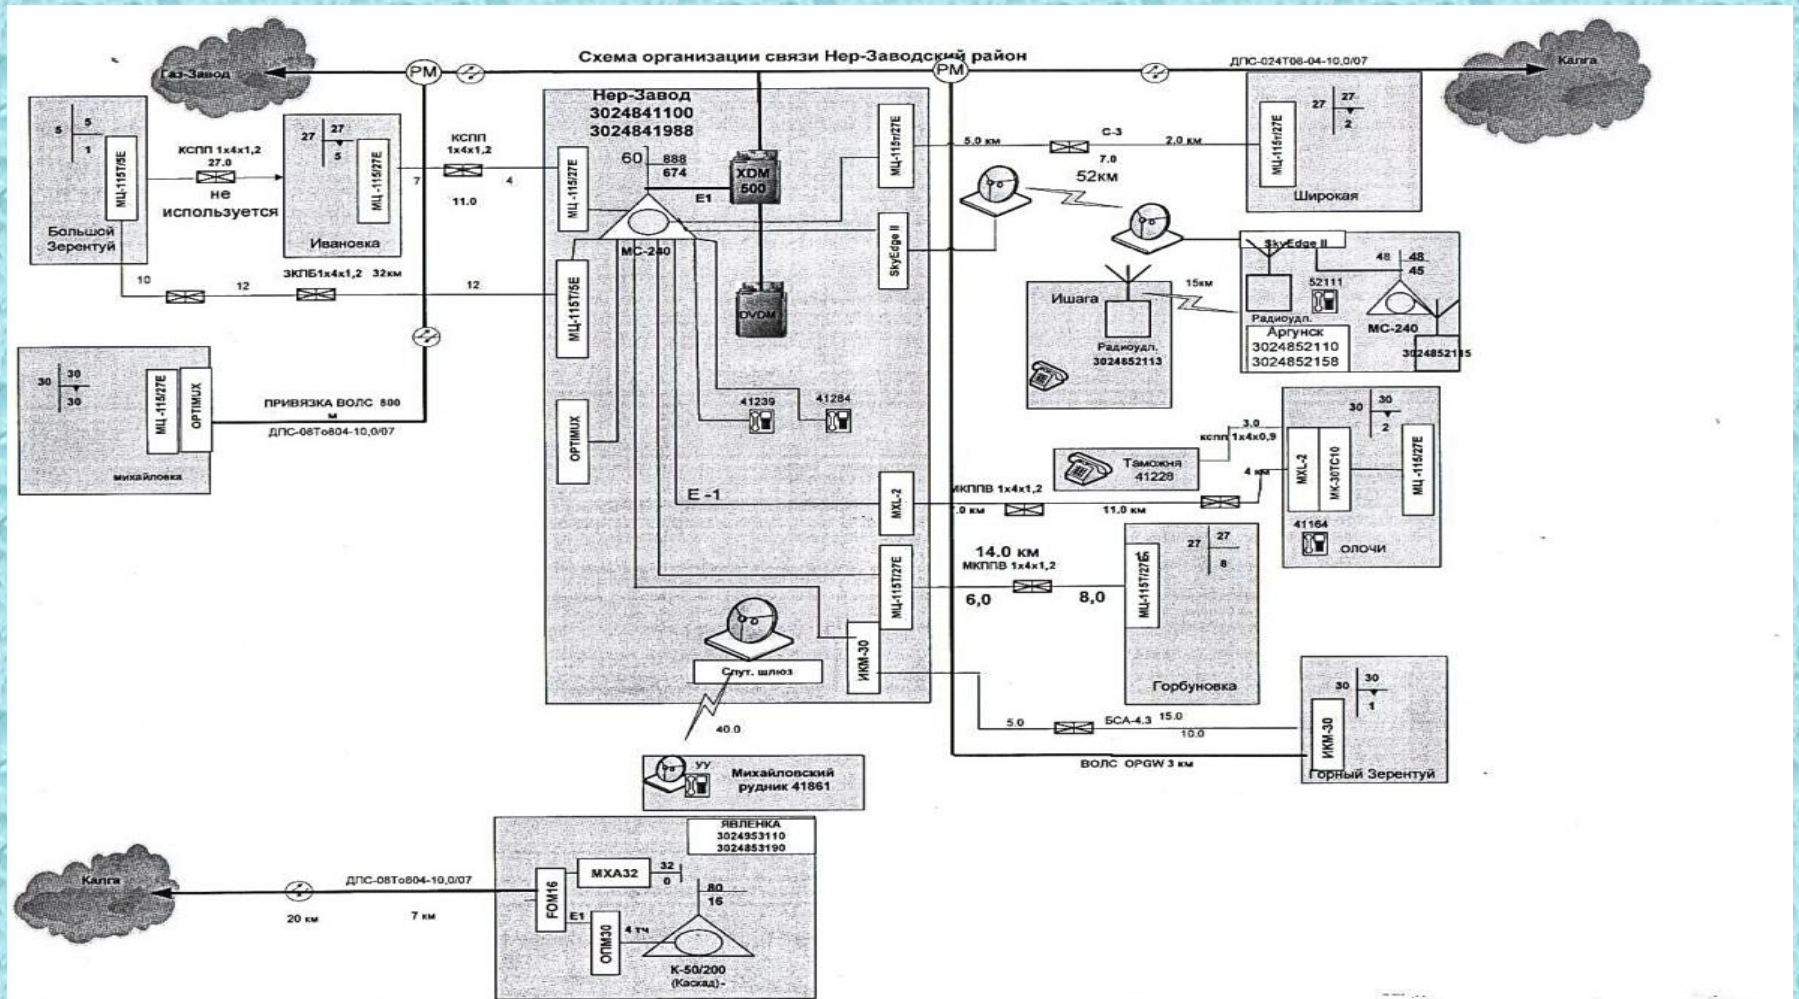 Схема организации связи Нер-Заводский район
Газ-Завод
РМ
РМ
ДПС-024Т06-04-10,0/07
Калга
5
5
1
МЦ-115Т/5Е
Большой
Зерентуй
КСПП 1х4х1,2
27.0
не
используется
27
27
5
МЦ-115/27Е
Ивановка
КСПП
1х4х1,2
7
4
11.0
10
12
ЗКПБ1х4х1,2 32км
12
30
30
30
МЦ-115/27Е
OPTIMUX
михайловка
ПРИВЯЗКА ВОЛС 800
м
ДПС-08То804-10,0/07
Нер-Завод
3024841100
3024841988
60
888
674
E1
XDM
500
МЦ-115/27Е
МС-240
МЦ-115Т/5Е
DVDM
OPTIMUX
41239
41284
Е-1
МЦ-115т/27Е
SkyEdge II
MXL-2
МЦ-115Т/27Е
ИКМ-30
Спут. шлюз
40.0
5.0 км
С-3
7.0
2.0 км
52км
МЦ-115т/27Е
27
27
2
Широкая
SkyEdge II
48
48
45
52111
Радиоудл.
МС-240
Аргунск
3024852110
3024852158
3024852115
15км
Ишага
Радиоудл.
3024852113
3.0
кспп 1х4х0,9
Таможня
41228
4 км
МКППВ 1х4х1,2
.0 км
11.0 км
30
30
2
MXL-2
МК-30ТС10
МЦ-115/27Е
41164
ОЛОЧИ
14.0 км
МКППВ 1х4х1,2
6,0
8,0
27
27
8
МЦ-115Т/27Б
Горбуновка
5.0
БСА-4.3
15.0
10.0
ВОЛС OPGW 3 км
30
30
1
ИКМ-30
Горный Зерентуй
УУ
Михайловский
рудник 41861
ЯВЛЕНКА
3024953110
3024853190
Калга
20 км
ДПС-08То804-10,0/07
7 км
FOM16
МХА32
32
0
Е1
ОПМ30
4 тч
80
16
К-50/200
(Каскад)-